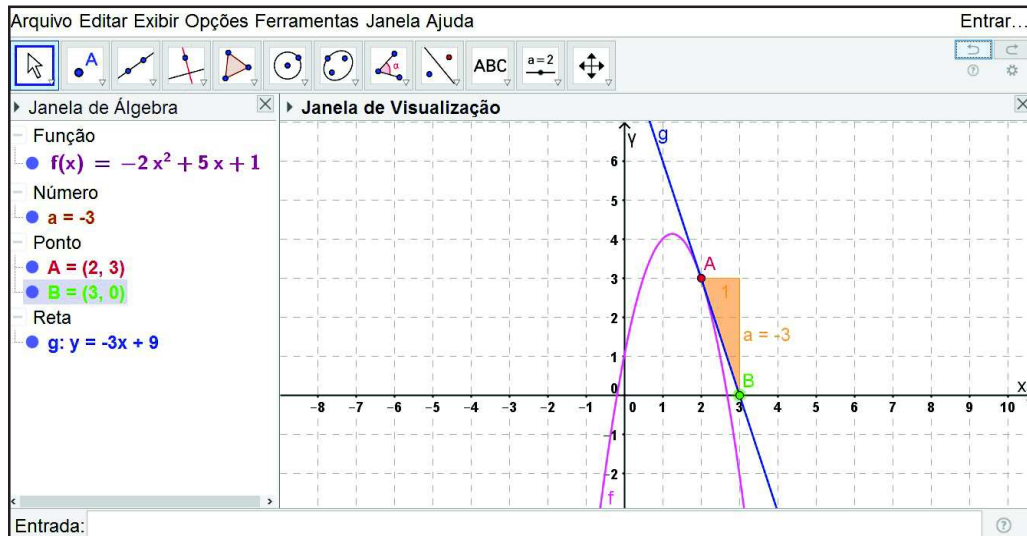 Arquivo Editar Exibir Opções Ferramentas Janela Ajuda Entrar...
A α ABC a = 2
Janela de Álgebra
Função
f(x) = −2 x² + 5 x + 1
Número
a = -3
Ponto
A = (2, 3)
B = (3, 0)
Reta
g: y = -3x + 9
Janela de Visualização
y
g
6
5
4
A
3
1
2
a = -3
1
B
0
x
−8 −7 −6 −5 −4 −3 −2 −1 0 1 2 3 4 5 6 7 8 9 10
−1
−2
f
Entrada: